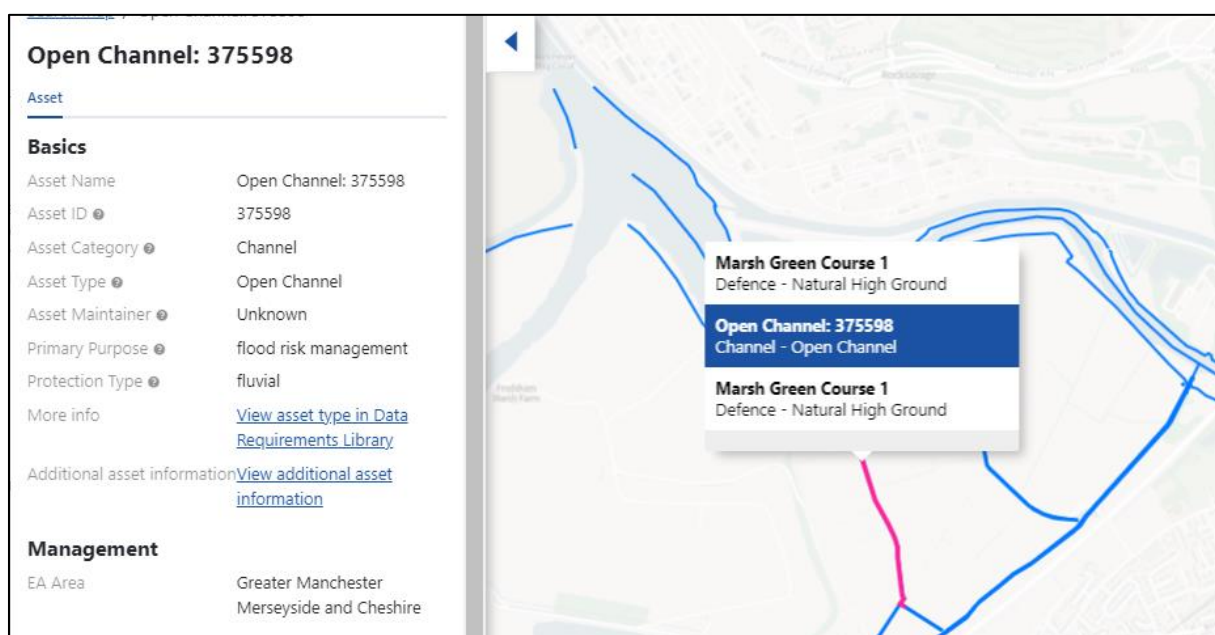 Open Channel: 375598
Asset
Basics
Asset Name Open Channel: 375598
Asset ID 375598
Asset Category Channel
Asset Type Open Channel
Asset Maintainer Unknown
Primary Purpose flood risk management
Protection Type fluvial
More info View asset type in Data
Requirements Library
Additional asset information View additional asset
information
Management
EA Area Greater Manchester
Merseyside and Cheshire
Rocksavage
Marsh Green Course 1
Defence - Natural High Ground
Open Channel: 375598
Channel - Open Channel
Marsh Green Course 1
Defence - Natural High Ground
Frodsham
Marsh Farm